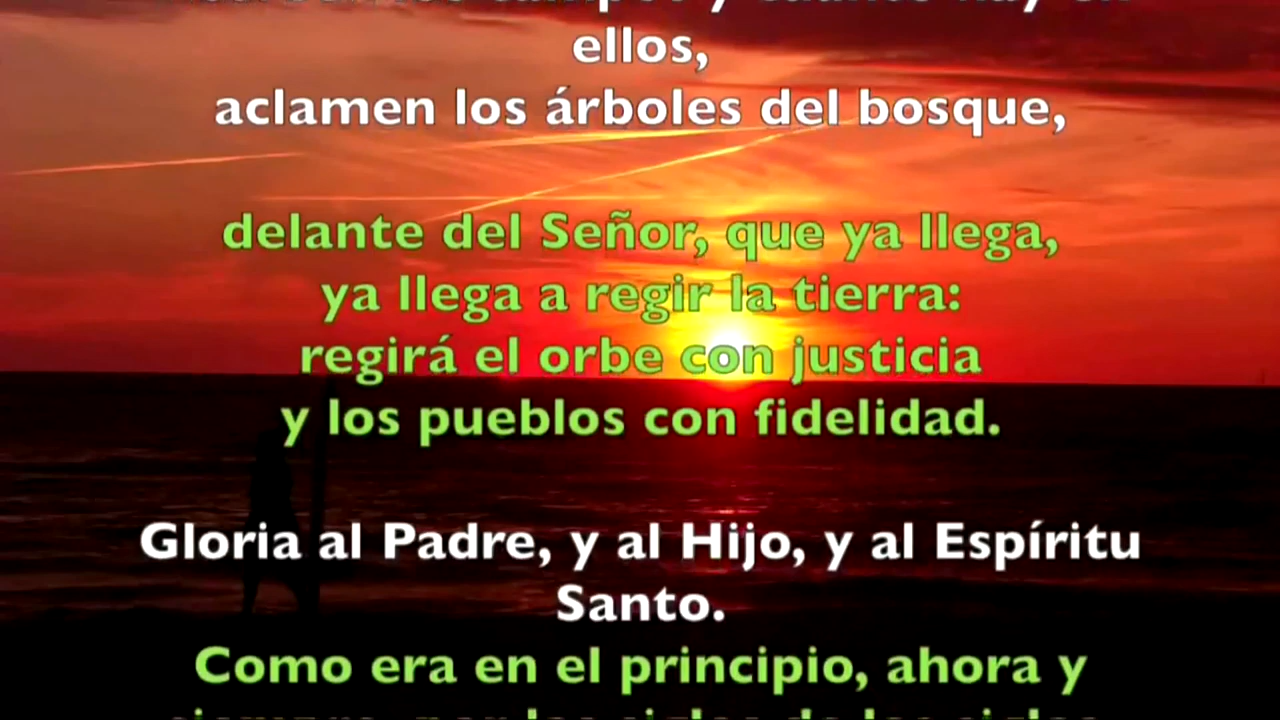 ellos,
aclamen los árboles del bosque,
delante del Señor, que ya llega,
ya llega a regir la tierra:
regirá el orbe con justicia
y los pueblos con fidelidad.
Gloria al Padre, y al Hijo, y al Espíritu
Santo.
Como era en el principio, ahora y